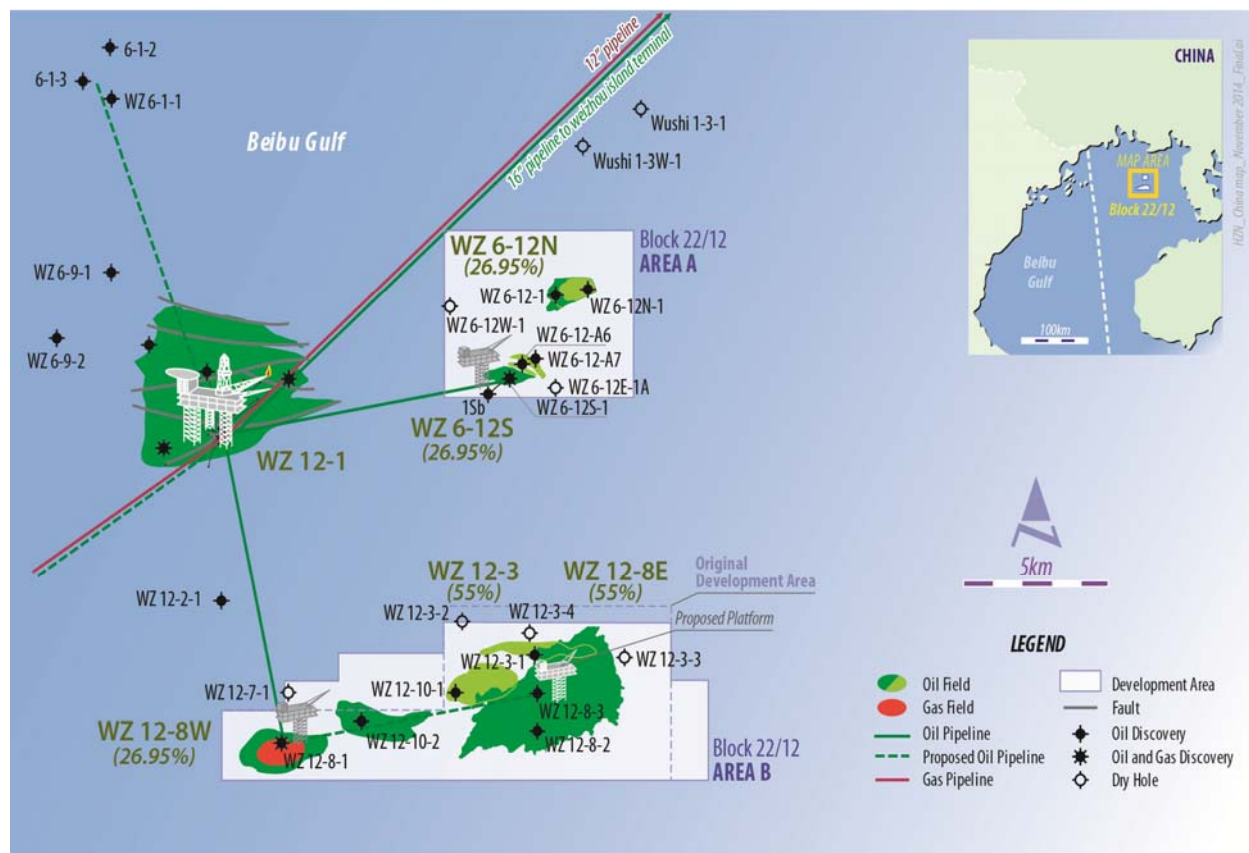 6-1-2
6-1-3
WZ 6-1-1
Beibu Gulf
12" pipeline
16" pipeline to weizhou island terminal
Wushi 1-3-1
Wushi 1-3W-1
CHINA
MAP AREA
Block 22/12
Beibu
Gulf
100km
HZN_China map_November 2014_FinalCai
Block 22/12
AREA A
WZ 6-12N
(26.95%)
WZ 6-9-1
WZ 6-12-1
WZ 6-12N-1
WZ 6-12W-1
WZ 6-12-A6
WZ 6-9-2
WZ 6-12-A7
WZ 6-12E-1A
1Sb
WZ 6-12S-1
WZ 6-12S
(26.95%)
WZ 12-1
5km
WZ 12-3
(55%)
WZ 12-8E
(55%)
Original
Development Area
WZ 12-2-1
WZ 12-3-2
WZ 12-3-4
Proposed Platform
WZ 12-3-1
WZ 12-3-3
WZ 12-7-1
WZ 12-10-1
WZ 12-8-3
WZ 12-8W
(26.95%)
WZ 12-10-2
WZ 12-8-2
WZ 12-8-1
Block 22/12
AREA B
LEGEND
Oil Field
Gas Field
Oil Pipeline
Proposed Oil Pipeline
Gas Pipeline
Development Area
Fault
Oil Discovery
Oil and Gas Discovery
Dry Hole